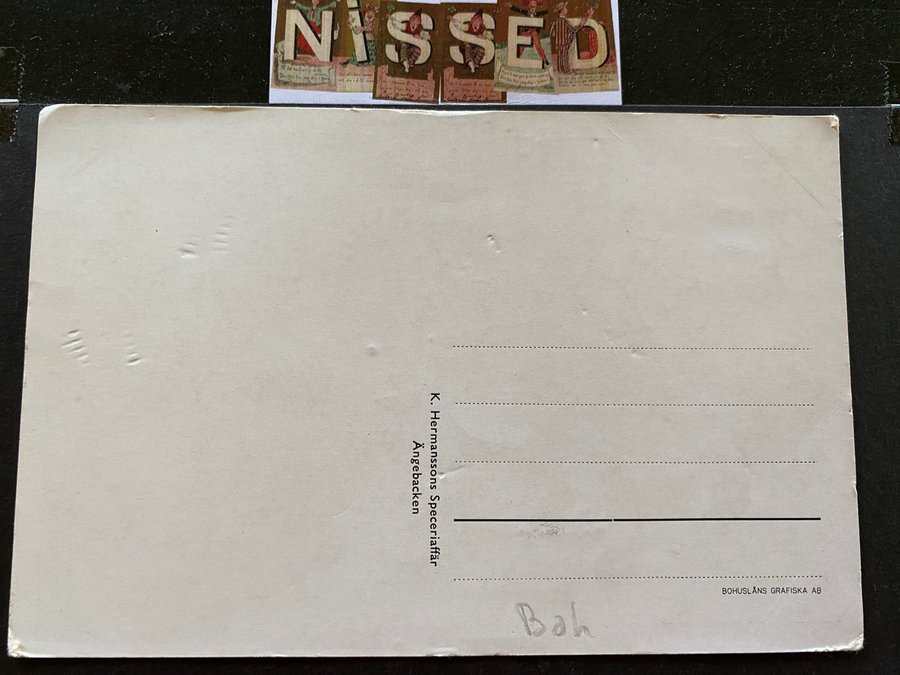 NISSED
K. Hermanssons Speceriaffär
Ängebacken
BOHUSLÄNS GRAFISKA AB
Boh